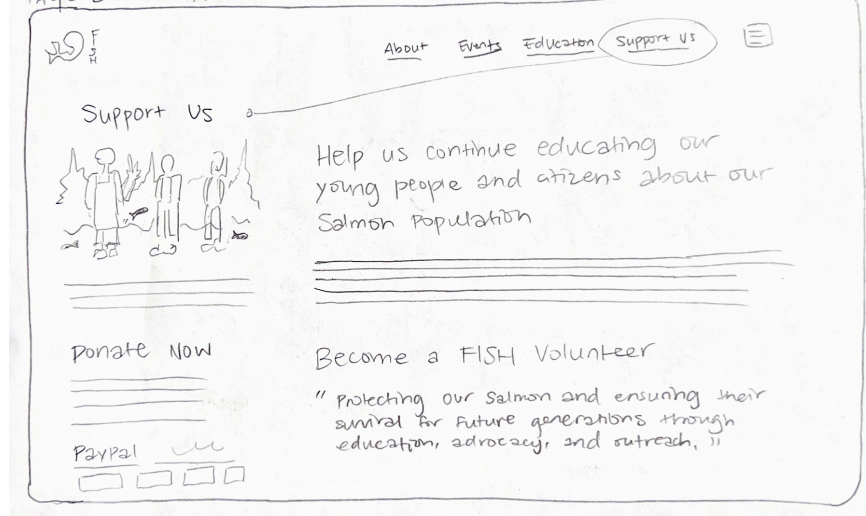 FISH
About Events Education Support Us
Support Us
Help us continue educating our
young people and citizens about our
Salmon Population
Donate Now
Become a FISH Volunteer
" Protecting our Salmon and ensuring their
survival for future generations through
education, advocacy, and outreach. "
PayPal